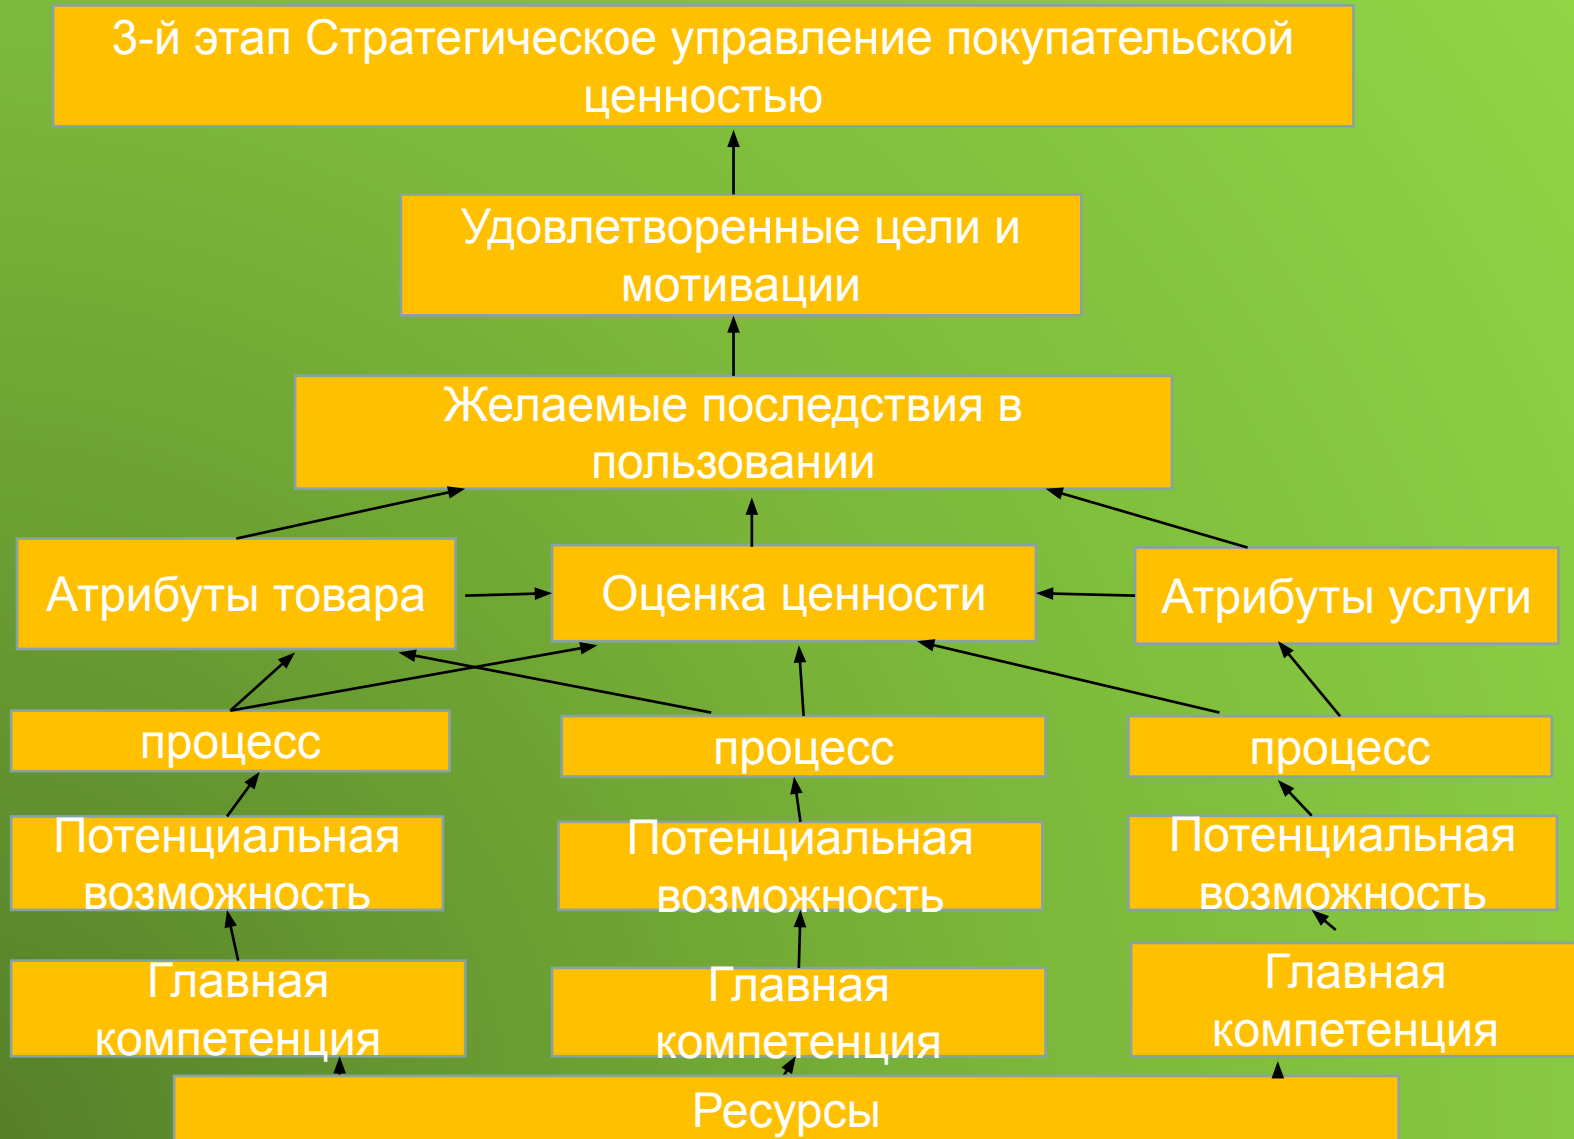 3-й этап Стратегическое управление покупательской
ценностью
Удовлетворенные цели и
мотивации
Желаемые последствия в
пользовании
Атрибуты товара
Оценка ценности
Атрибуты услуги
процесс
процесс
процесс
Потенциальная
возможность
Потенциальная
возможность
Потенциальная
возможность
Главная
компетенция
Главная
компетенция
Главная
компетенция
Ресурсы